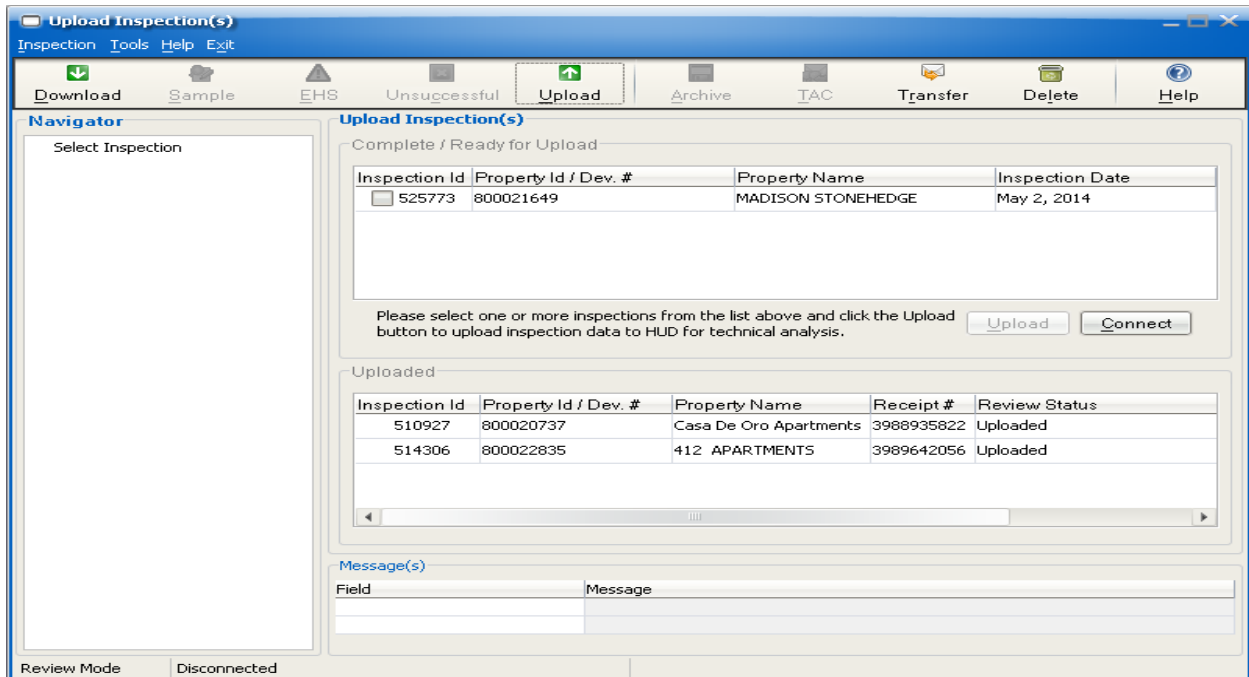 Upload Inspection(s)
Inspection Tools Help Exit
Download Sample EHS Unsuccessful Upload Archive TAC Transfer Delete Help
Navigator
Select Inspection
Upload Inspection(s)
Complete / Ready for Upload
Inspection Id Property Id / Dev. # Property Name Inspection Date
525773 800021649 MADISON STONEHEDGE May 2, 2014
Please select one or more inspections from the list above and click the Upload
button to upload inspection data to HUD for technical analysis.
Upload Connect
Uploaded
Inspection Id Property Id / Dev. # Property Name Receipt # Review Status
510927 800020737 Casa De Oro Apartments 3988935822 Uploaded
514306 800022835 412 APARTMENTS 3989642056 Uploaded
Message(s)
Field Message
Review Mode Disconnected